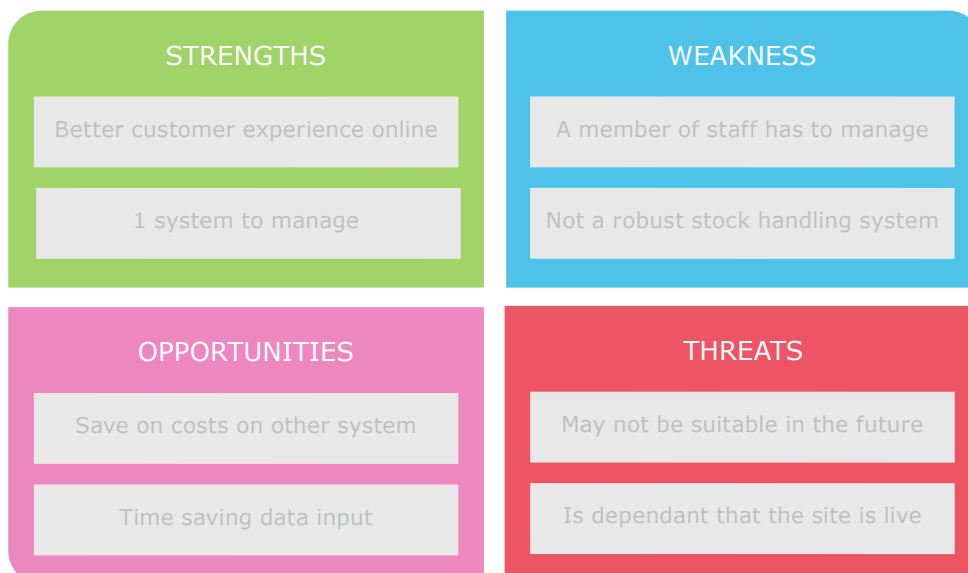 STRENGTHS
Better customer experience online
1 system to manage
WEAKNESS
A member of staff has to manage
Not a robust stock handling system
OPPORTUNITIES
Save on costs on other system
Time saving data input
THREATS
May not be suitable in the future
Is dependant that the site is live